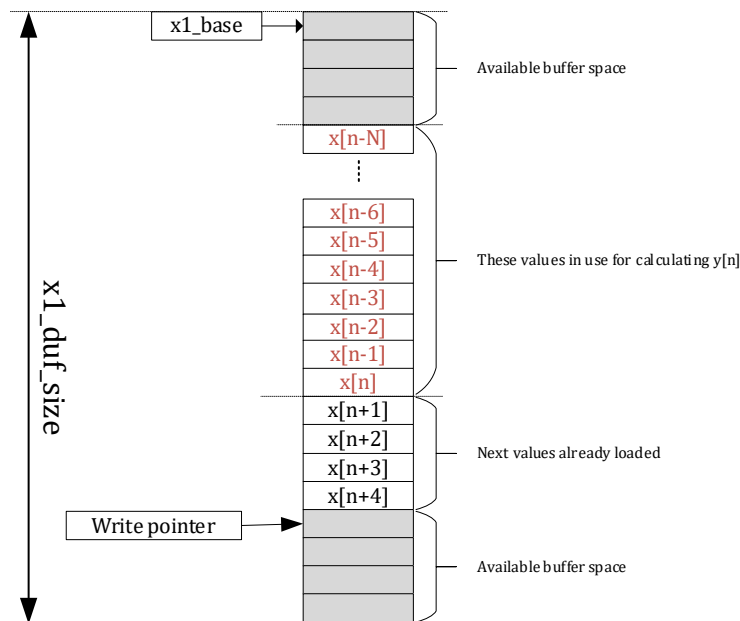 x1_base
Available buffer space
x[n-N]
x[n-6]
x[n-5]
x[n-4]
x[n-3]
x[n-2]
x[n-1]
x[n]
These values in use for calculating y[n]
x1_duf_size
x[n+1]
x[n+2]
x[n+3]
x[n+4]
Next values already loaded
Write pointer
Available buffer space